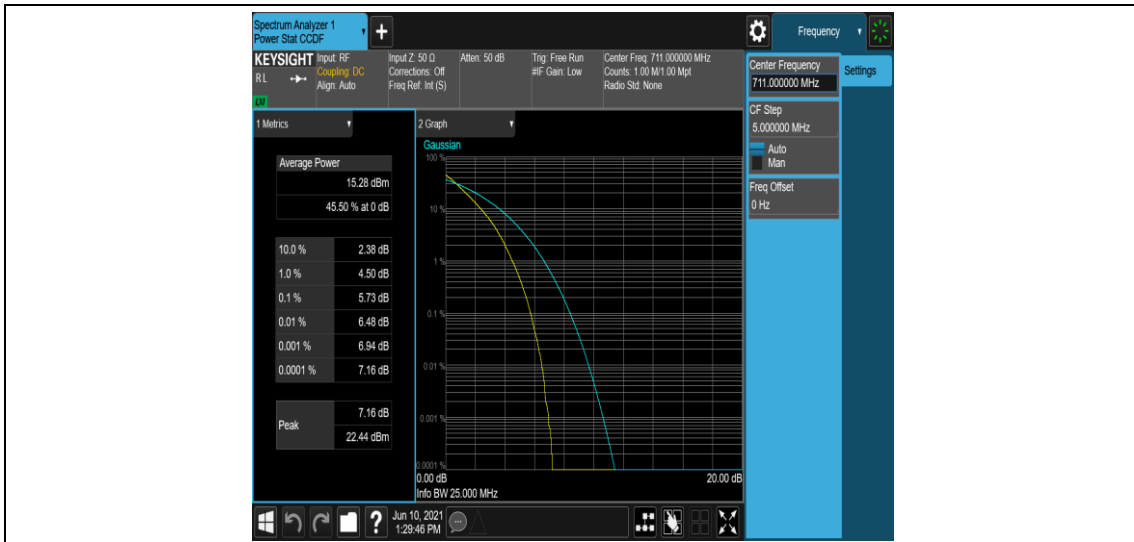 Spectrum Analyzer 1
Power Stat CCDF
Frequency
KEYSIGHT
RL
LXI
Input: RF
Coupling: DC
Align: Auto
Input Z: 50 Ω
Corrections: Off
Freq Ref: Int (S)
Atten: 50 dB
Trig: Free Run
#IF Gain: Low
Center Freq: 711.000000 MHz
Counts: 1.00 M/1.00 Mpt
Radio Std: None
Center Frequency
711.000000 MHz
Settings
CF Step
5.000000 MHz
Auto
Man
Freq Offset
0 Hz
1 Metrics
Average Power
15.28 dBm
45.50 % at 0 dB
10.0 % 2.38 dB
1.0 % 4.50 dB
0.1 % 5.73 dB
0.01 % 6.48 dB
0.001 % 6.94 dB
0.0001 % 7.16 dB
Peak
7.16 dB
22.44 dBm
2 Graph
Gaussian
100 %
10 %
1 %
0.1 %
0.01 %
0.001 %
0.0001 %
0.00 dB 20.00 dB
Info BW 25.000 MHz
?
Jun 10, 2021
1:29:46 PM